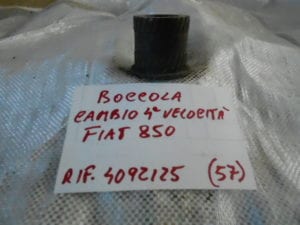 BOCCOLA
CAMBIO 4ª VELOCITÀ
FIAT 850
RIF. 4092125 (57)